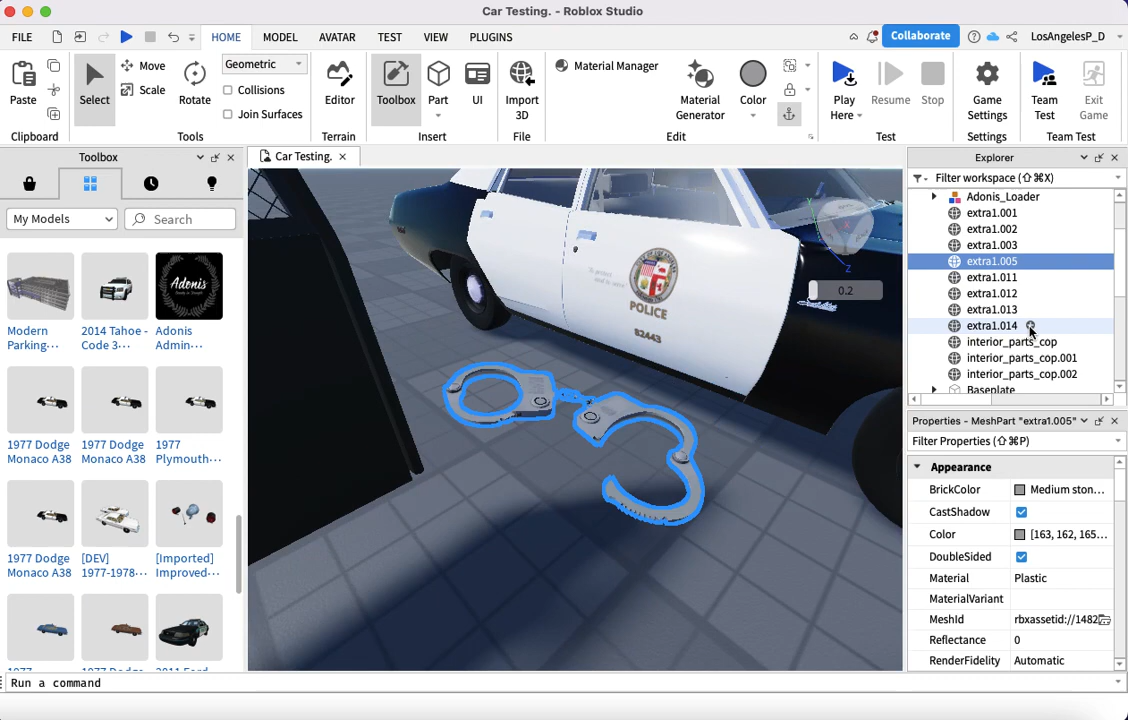 Car Testing. - Roblox Studio
FILE
HOME
MODEL
AVATAR
TEST
VIEW
PLUGINS
Collaborate
LosAngelesP_D
Paste
Clipboard
Select
Move
Scale
Rotate
Geometric
Collisions
Join Surfaces
Tools
Editor
Terrain
Toolbox
Part
UI
Insert
Import
3D
File
Material Manager
Material
Generator
Color
Edit
Play
Here
Resume
Stop
Test
Game
Settings
Settings
Team
Test
Exit
Game
Team Test
Toolbox
My Models
Search
Adonis
Modern
Parking···
2014 Tahoe -
Code 3···
Adonis
Admin···
1977 Dodge
Monaco A38
1977 Dodge
Monaco A38
1977
Plymouth···
1977 Dodge
Monaco A38
[DEV]
1977-1978···
[Imported]
Improved···
Car Testing.
POLICE
82443
Z
0.2
Explorer
Filter workspace (⇧⌘X)
Adonis_Loader
extra1.001
extra1.002
extra1.003
extra1.005
extra1.011
extra1.012
extra1.013
extra1.014
interior_parts_cop
interior_parts_cop.001
interior_parts_cop.002
Baseplate
Properties - MeshPart "extra1.005"
Filter Properties (⇧⌘P)
Appearance
BrickColor Medium ston...
CastShadow
Color [163, 162, 165...
DoubleSided
Material Plastic
MaterialVariant
MeshId rbxassetid://1482
Reflectance 0
RenderFidelity Automatic
Run a command